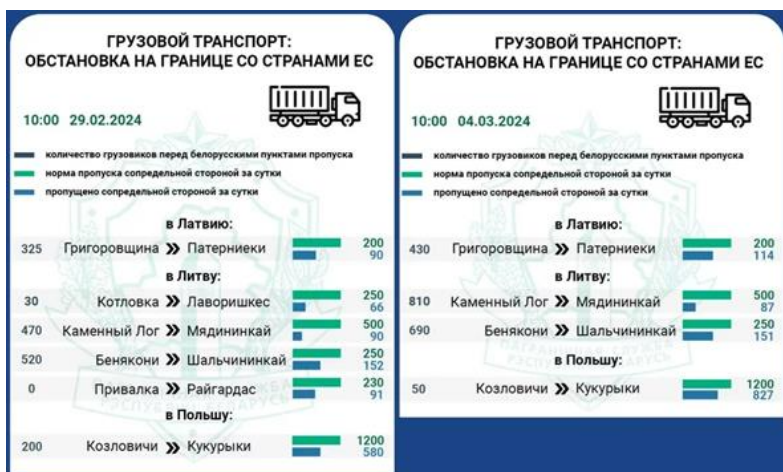 ГРУЗОВОЙ ТРАНСПОРТ:
ОБСТАНОВКА НА ГРАНИЦЕ СО СТРАНАМИ ЕС
10:00 29.02.2024
количество грузовиков перед белорусскими пунктами пропуска
норма пропуска сопредельной стороной за сутки
пропущено сопредельной стороной за сутки
в Латвию:
325 Григоровщина » Патерниеки 200
90
в Литву:
30 Котловка » Лаворишкес 250
66
470 Каменный Лог » Мядининкай 500
90
520 Бенякони » Шальчининкай 250
152
0 Привалка » Райгардас 230
91
в Польшу:
200 Козловичи » Кукурыки 1200
580
ГРУЗОВОЙ ТРАНСПОРТ:
ОБСТАНОВКА НА ГРАНИЦЕ СО СТРАНАМИ ЕС
10:00 04.03.2024
количество грузовиков перед белорусскими пунктами пропуска
норма пропуска сопредельной стороной за сутки
пропущено сопредельной стороной за сутки
в Латвию:
430 Григоровщина » Патерниеки 200
114
в Литву:
810 Каменный Лог » Мядининкай 500
87
690 Бенякони » Шальчининкай 250
151
в Польшу:
50 Козловичи » Кукурыки 1200
827